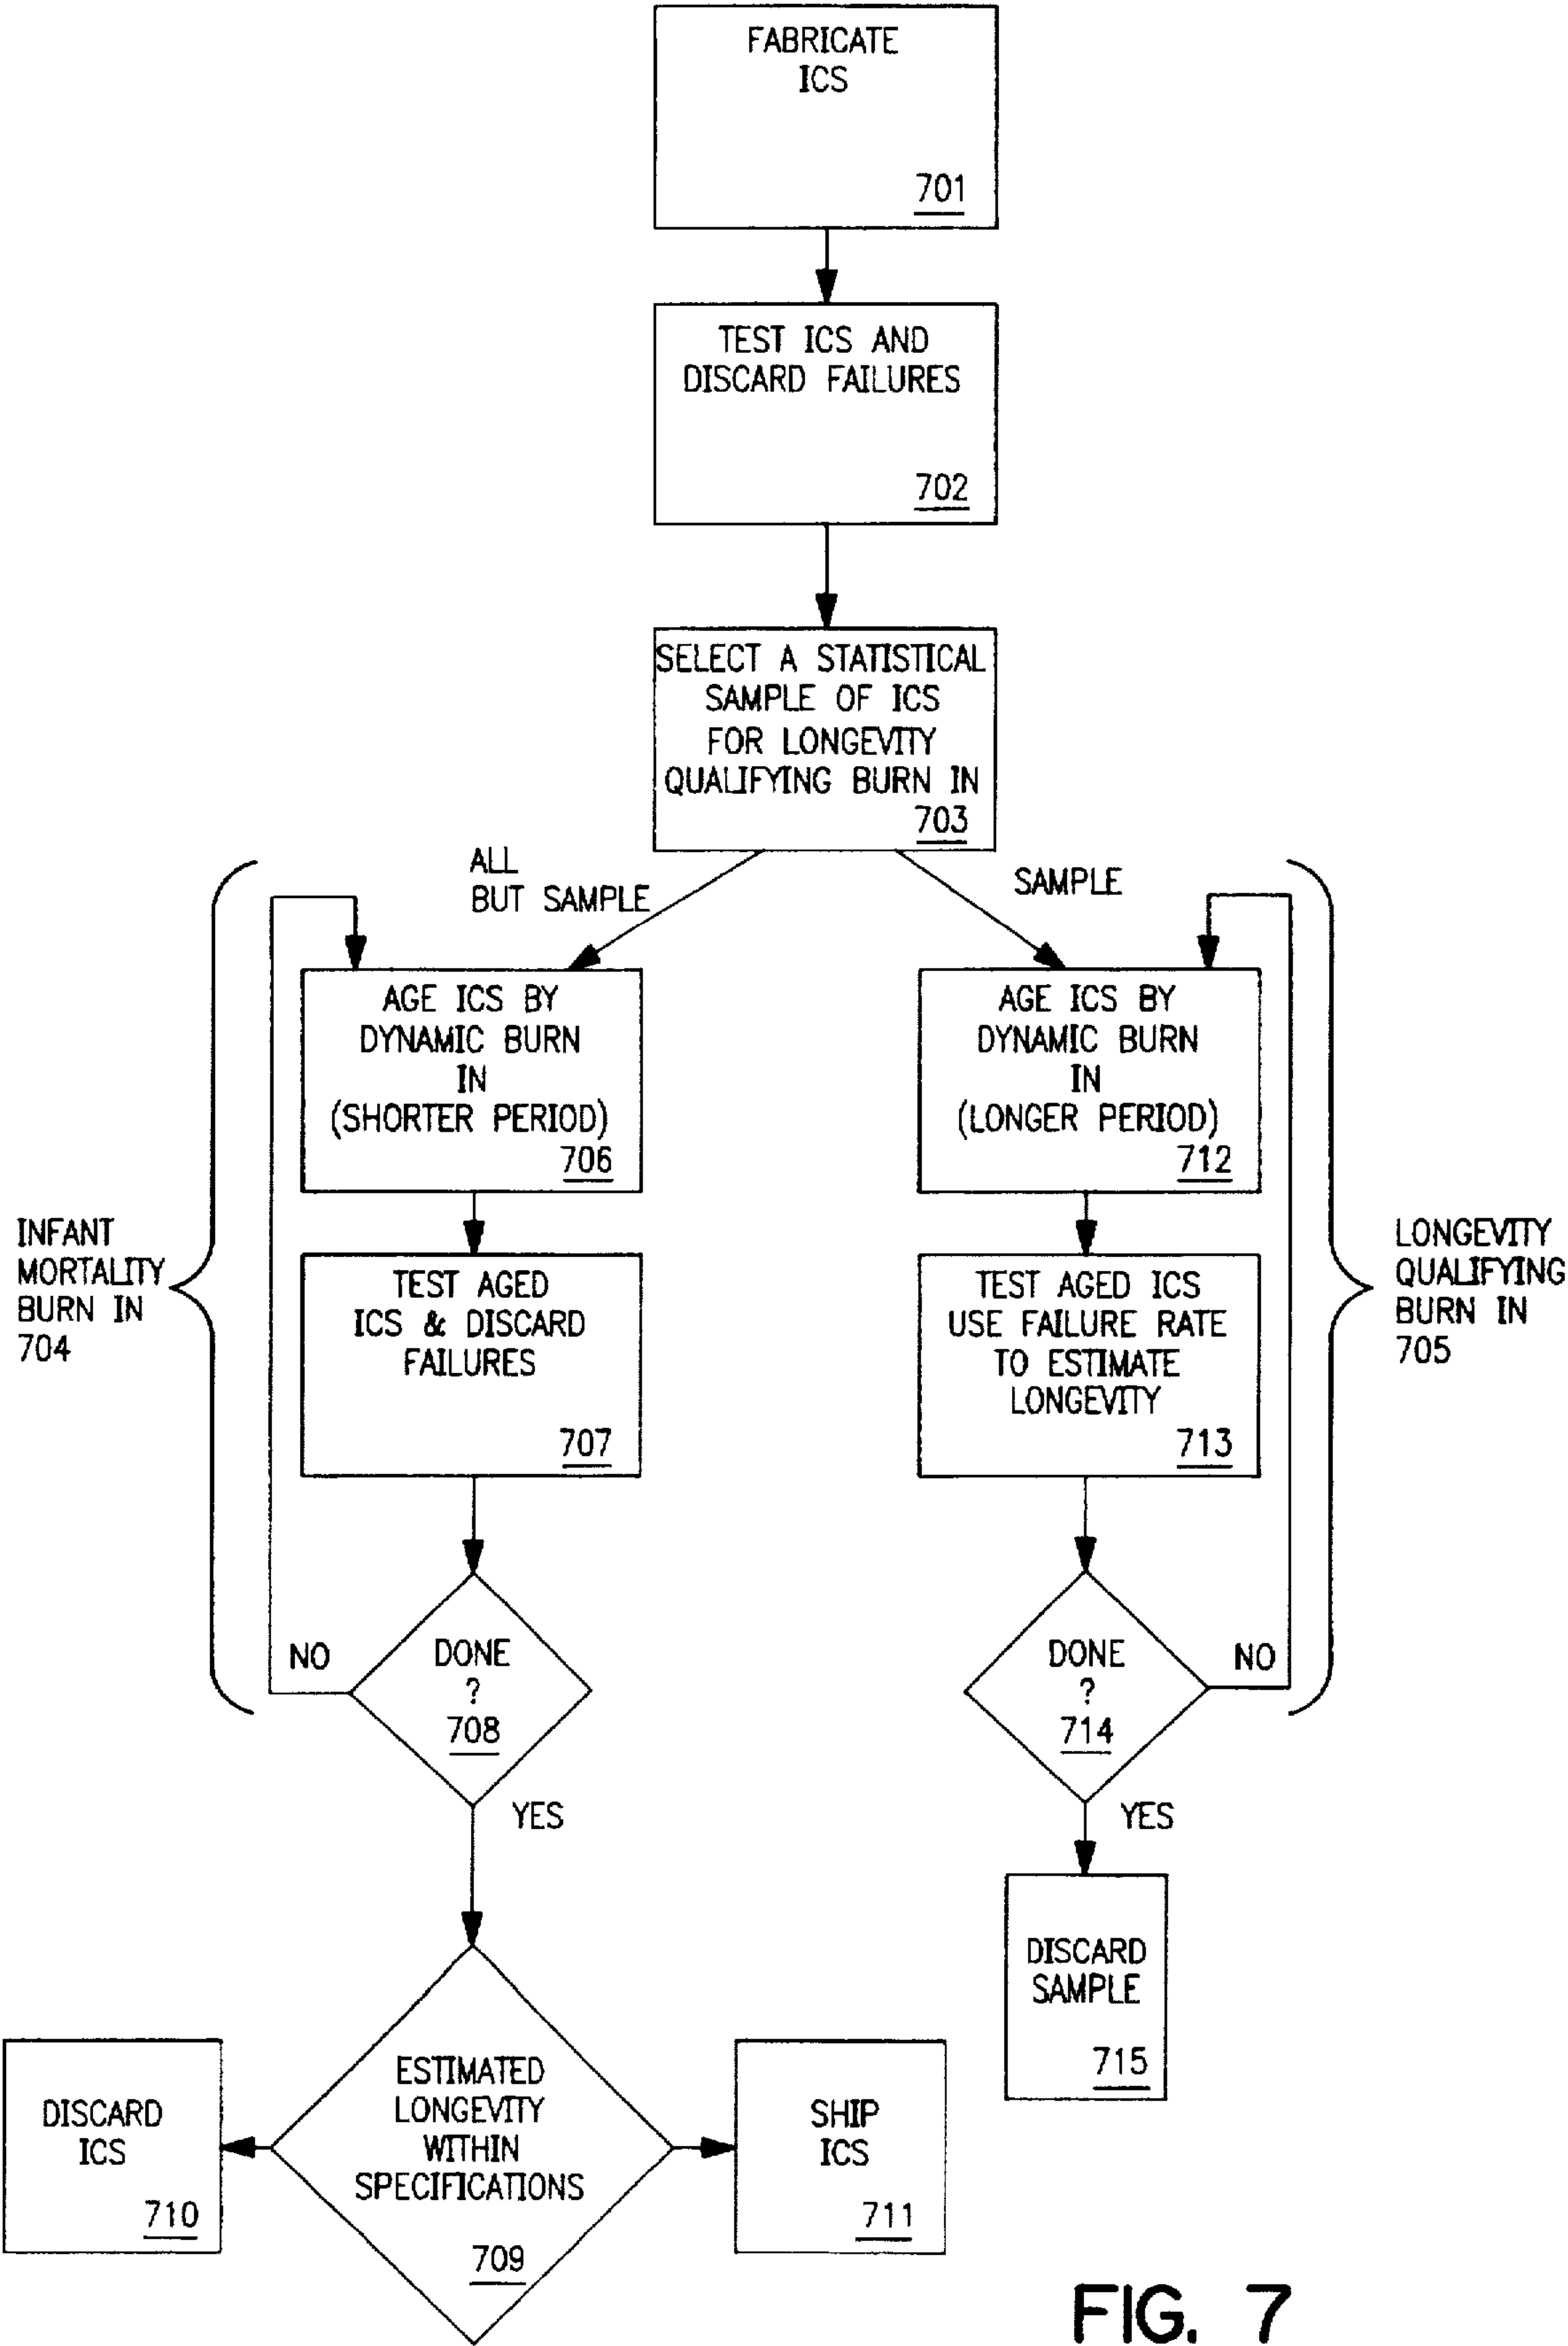 FABRICATE
ICS
701
TEST ICS AND
DISCARD FAILURES
702
SELECT A STATISTICAL
SAMPLE OF ICS
FOR LONGEVITY
QUALIFYING BURN IN
703
ALL
BUT SAMPLE
SAMPLE
AGE ICS BY
DYNAMIC BURN
IN
(SHORTER PERIOD)
706
AGE ICS BY
DYNAMIC BURN
IN
(LONGER PERIOD)
712
INFANT
MORTALITY
BURN IN
704
TEST AGED
ICS & DISCARD
FAILURES
707
TEST AGED ICS
USE FAILURE RATE
TO ESTIMATE
LONGEVITY
713
LONGEVITY
QUALIFYING
BURN IN
705
NO
DONE
?
708
YES
DONE
?
714
NO
YES
DISCARD
SAMPLE
715
DISCARD
ICS
710
ESTIMATED
LONGEVITY
WITHIN
SPECIFICATIONS
709
SHIP
ICS
711
FIG. 7